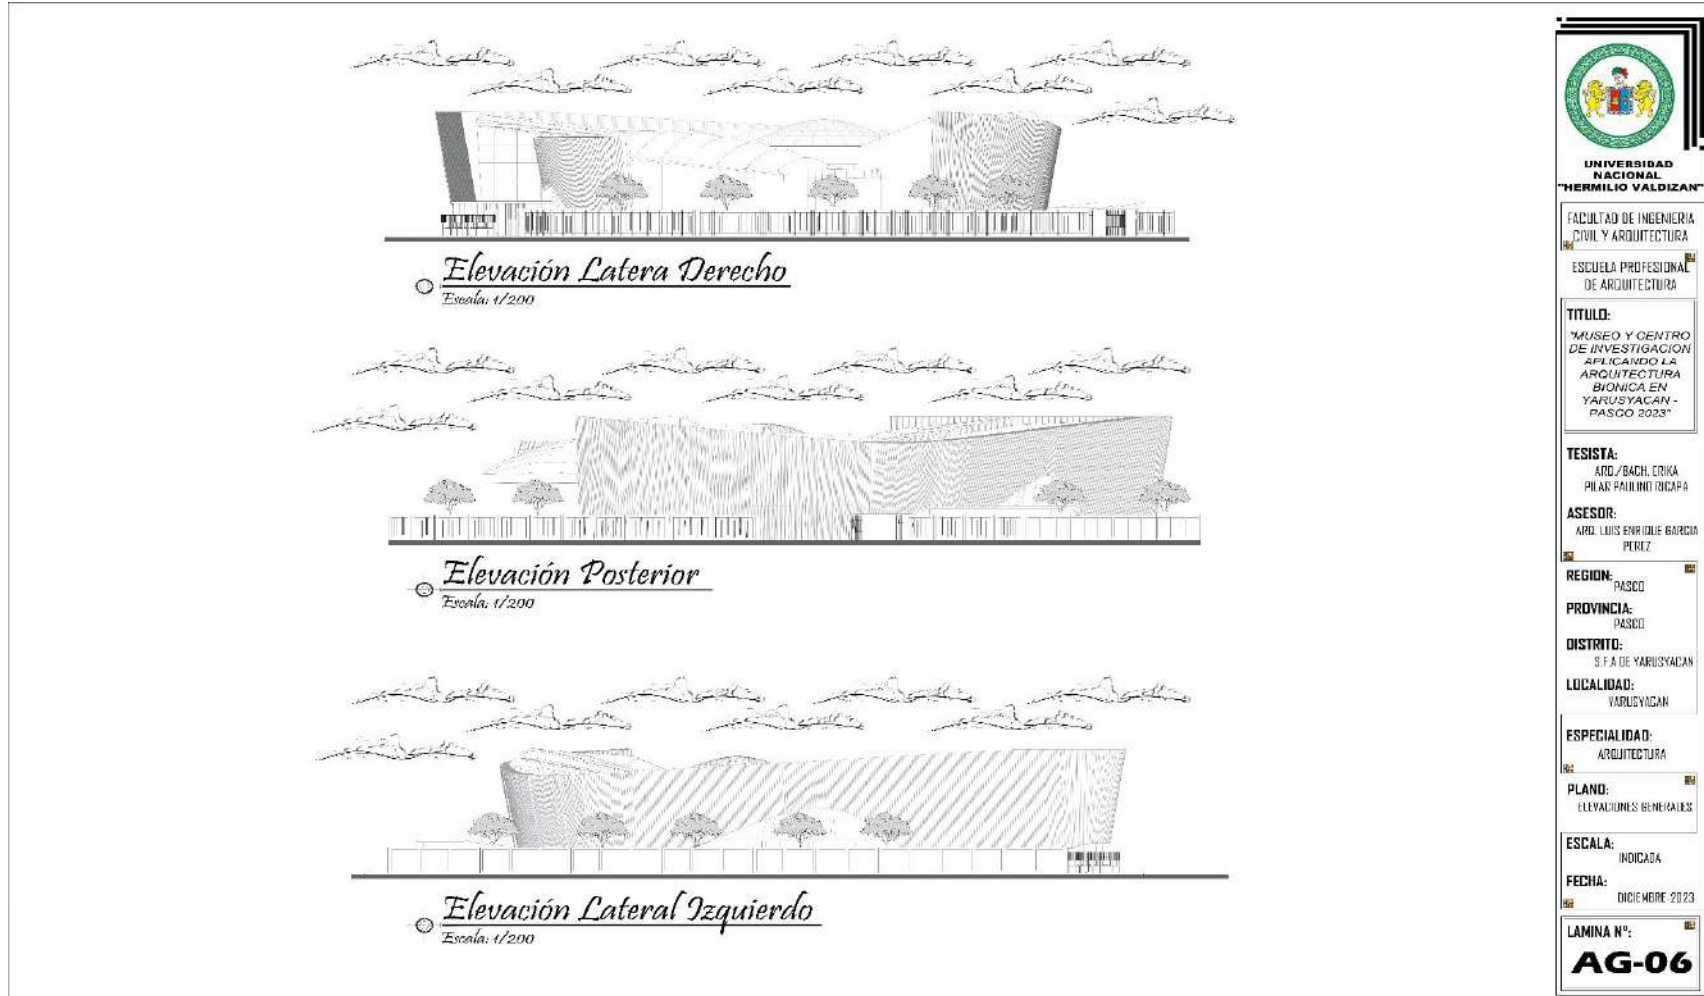 Elevación Latera Derecho
Escala: 1/200
Elevación Posterior
Escala: 1/200
Elevación Lateral Izquierdo
Escala: 1/200
UNIVERSIDAD
NACIONAL
"HERMILIO VALDIZAN"
FACULTAD DE INGENIERIA
CIVIL Y ARQUITECTURA
ESCUELA PROFESIONAL
DE ARQUITECTURA
TITULO:
"MUSEO Y CENTRO
DE INVESTIGACION
APLICANDO LA
ARQUITECTURA
BIONICA EN
YARUSYACAN -
PASCO 2023"
TESISTA:
ARQ./BACH. ERIKA
PILAR PAULINO RICAPA
ASESOR:
ARQ. LUIS ENRIQUE GARCIA
PEREZ
REGION:
PASCO
PROVINCIA:
PASCO
DISTRITO:
S.F.A DE YARUSYACAN
LOCALIDAD:
YARUSYACAN
ESPECIALIDAD:
ARQUITECTURA
PLANO:
ELEVACIONES GENERALES
ESCALA:
INDICADA
FECHA:
DICIEMBRE-2023
LAMINA N°:
AG-06